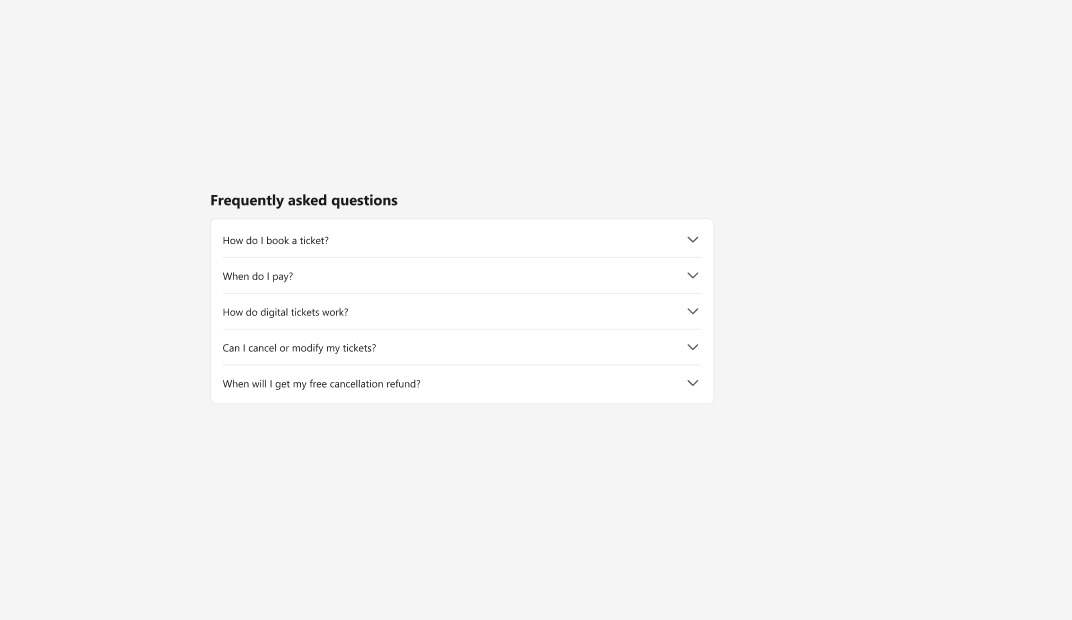 Frequently asked questions
How do I book a ticket?
When do I pay?
How do digital tickets work?
Can I cancel or modify my tickets?
When will I get my free cancellation refund?